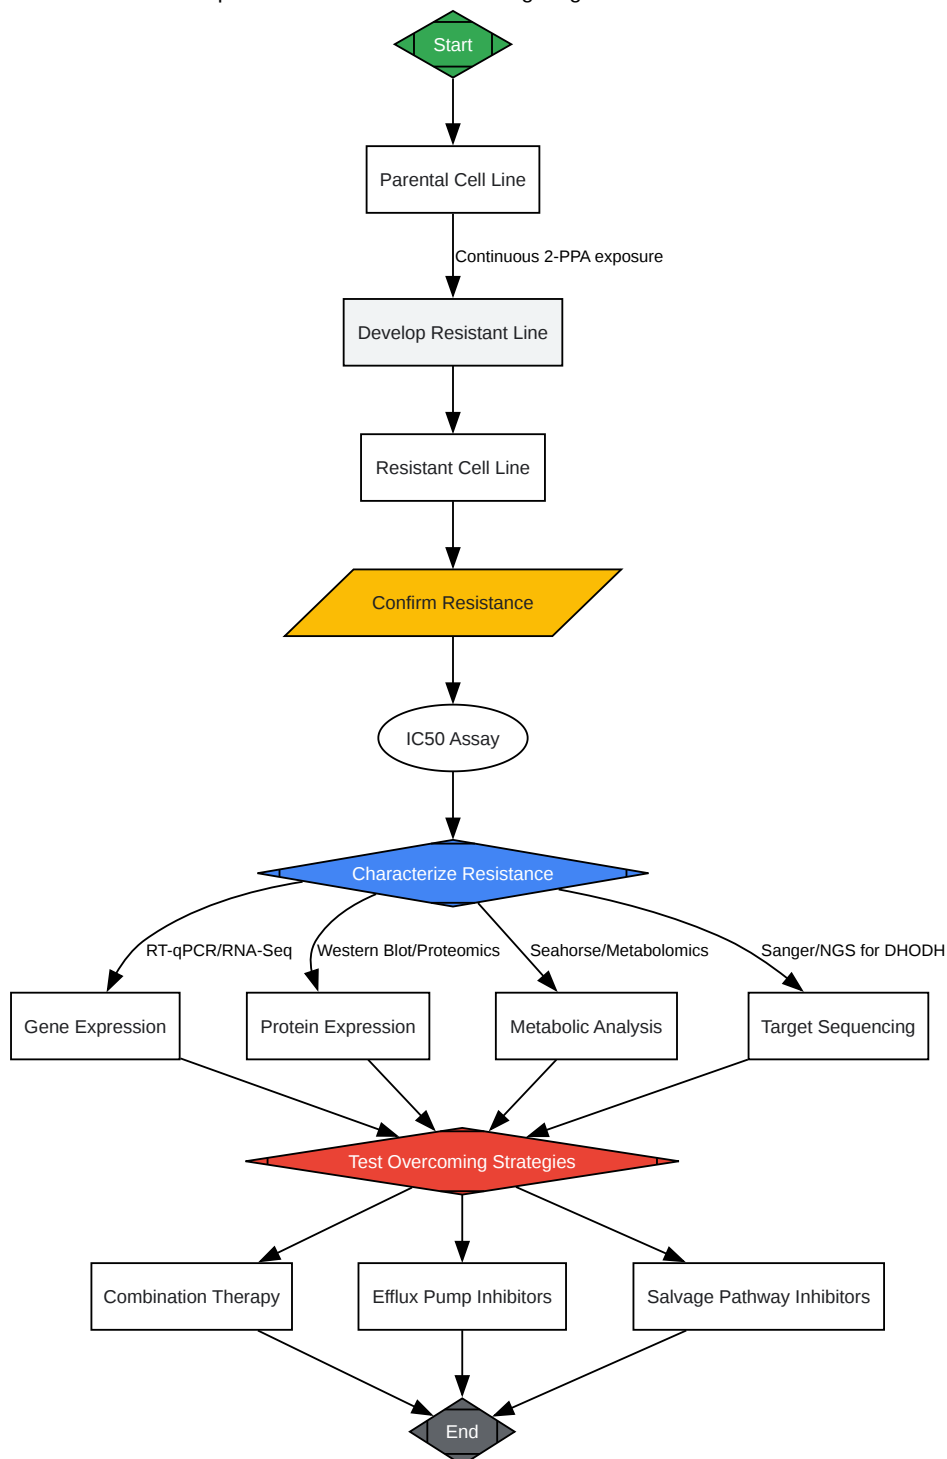 Start
Parental Cell Line
Continuous 2-PPA exposure
Develop Resistant Line
Resistant Cell Line
Confirm Resistance
IC50 Assay
Characterize Resistance
RT-qPCR/RNA-Seq
Western Blot/Proteomics
Seahorse/Metabolomics
Sanger/NGS for DHODH
Gene Expression
Protein Expression
Metabolic Analysis
Target Sequencing
Test Overcoming Strategies
Combination Therapy
Efflux Pump Inhibitors
Salvage Pathway Inhibitors
End